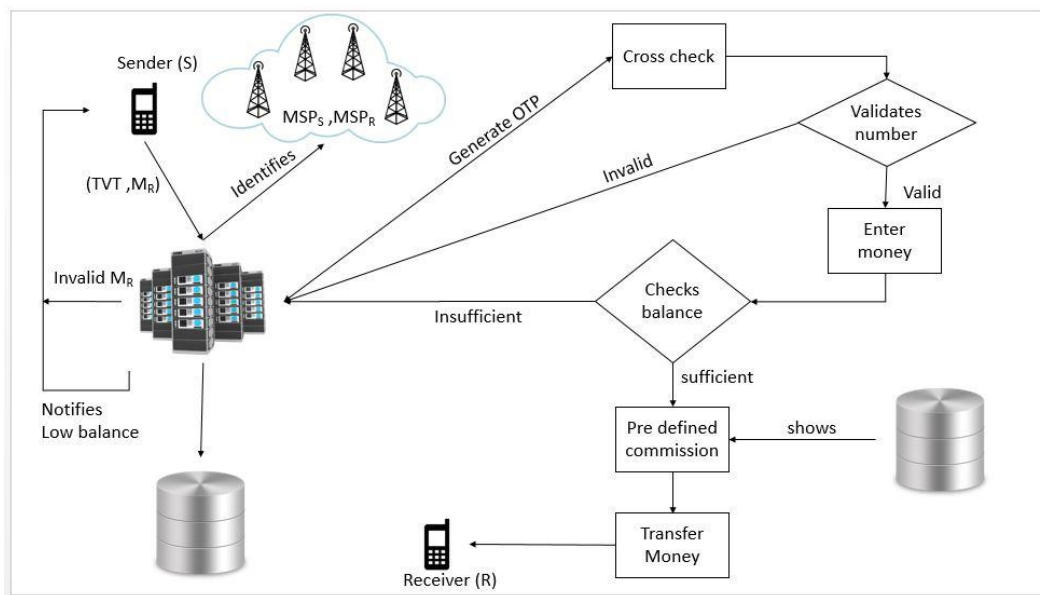 Sender (S)
MSPS ,MSPR
Cross check
Generate OTP
Validates
number
Identifies
(TVT ,MR)
Invalid
Valid
Enter
money
Invalid MR
Checks
balance
Insufficient
sufficient
Notifies
Low balance
Pre defined
commission
shows
Transfer
Money
Receiver (R)